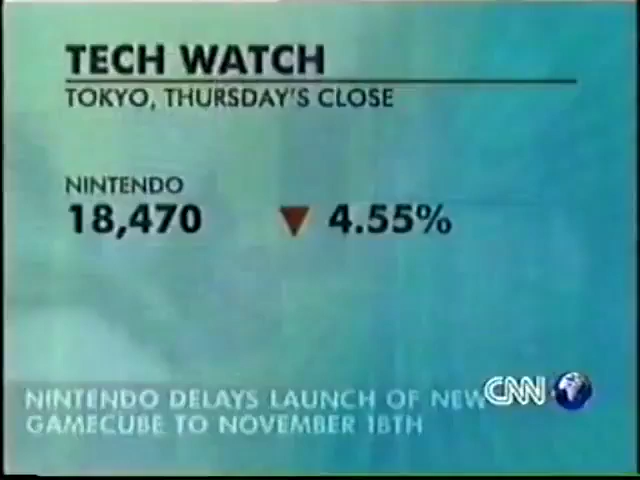 TECH WATCH
TOKYO, THURSDAY'S CLOSE
NINTENDO
18,470 ▼ 4.55%
NINTENDO DELAYS LAUNCH OF NEW
GAMECUBE TO NOVEMBER 18TH
CNN